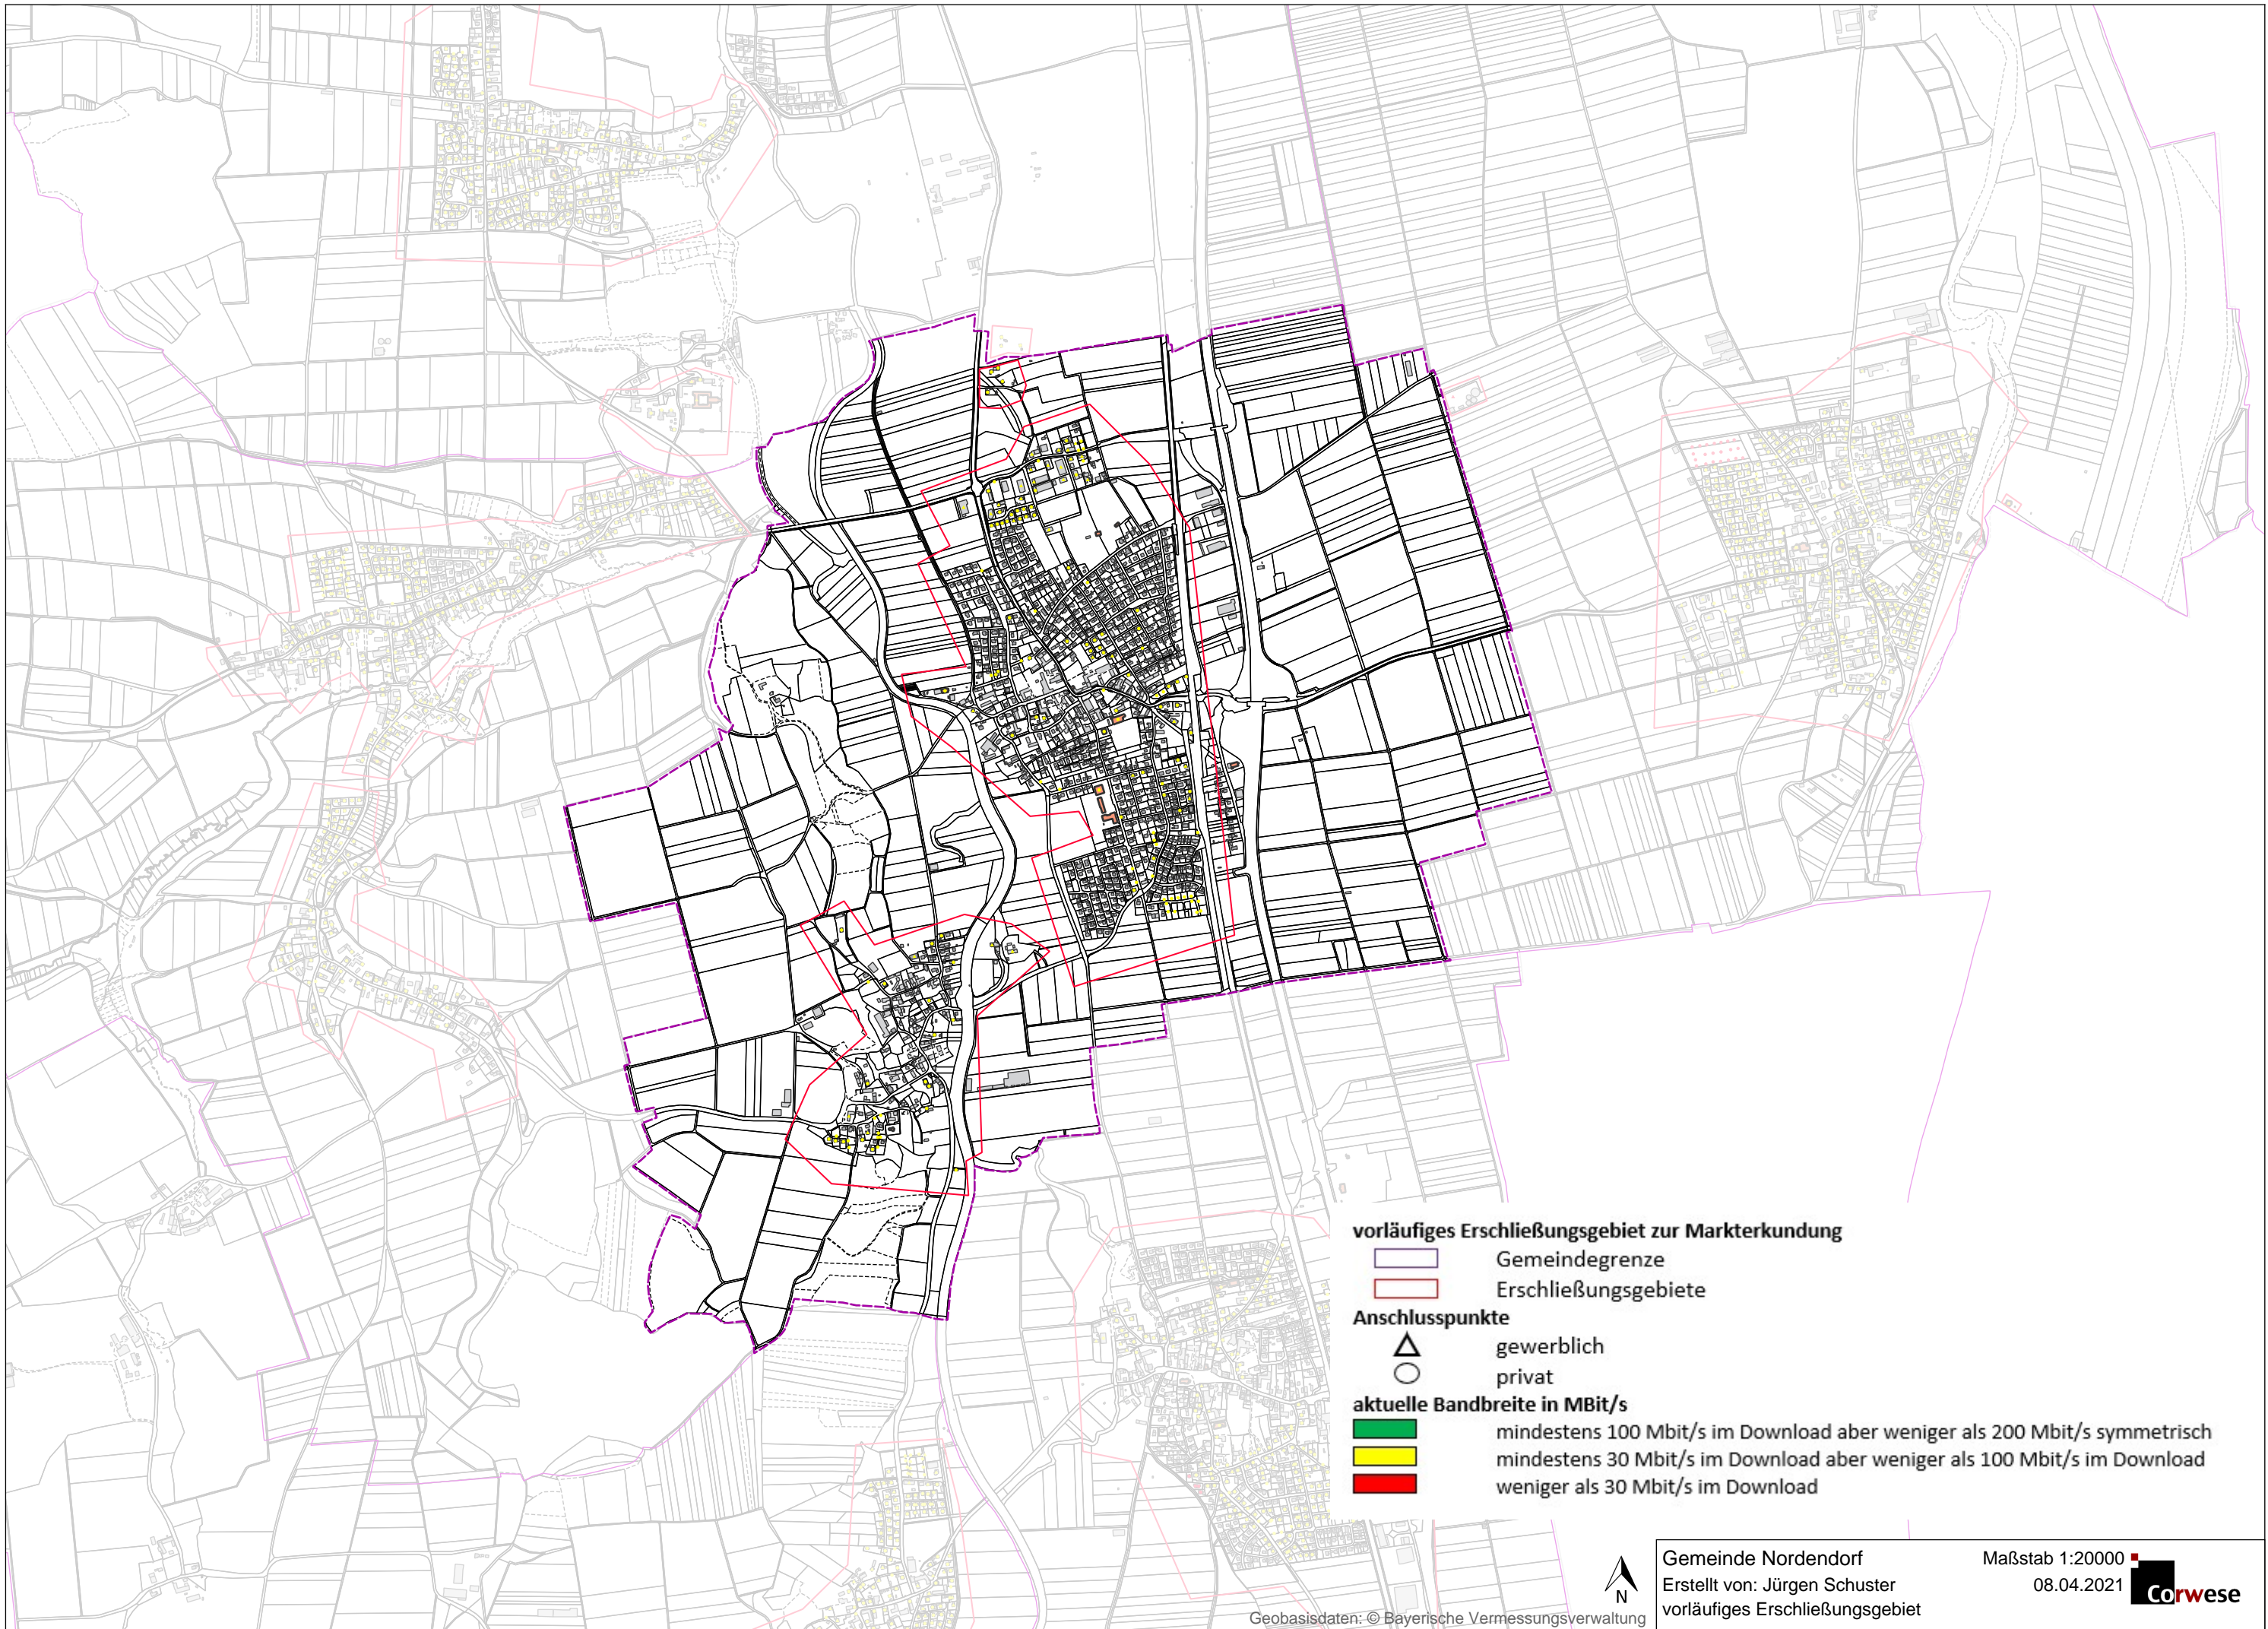 vorläufiges Erschließungsgebiet zur Markterkundung
Gemeindegrenze
Erschließungsgebiete
Anschlusspunkte
gewerblich
privat
aktuelle Bandbreite in MBit/s
mindestens 100 Mbit/s im Download aber weniger als 200 Mbit/s symmetrisch
mindestens 30 Mbit/s im Download aber weniger als 100 Mbit/s im Download
weniger als 30 Mbit/s im Download
N
Geobasisdaten: © Bayerische Vermessungsverwaltung
Gemeinde Nordendorf
Erstellt von: Jürgen Schuster
vorläufiges Erschließungsgebiet
Maßstab 1:20000
08.04.2021
Corwese